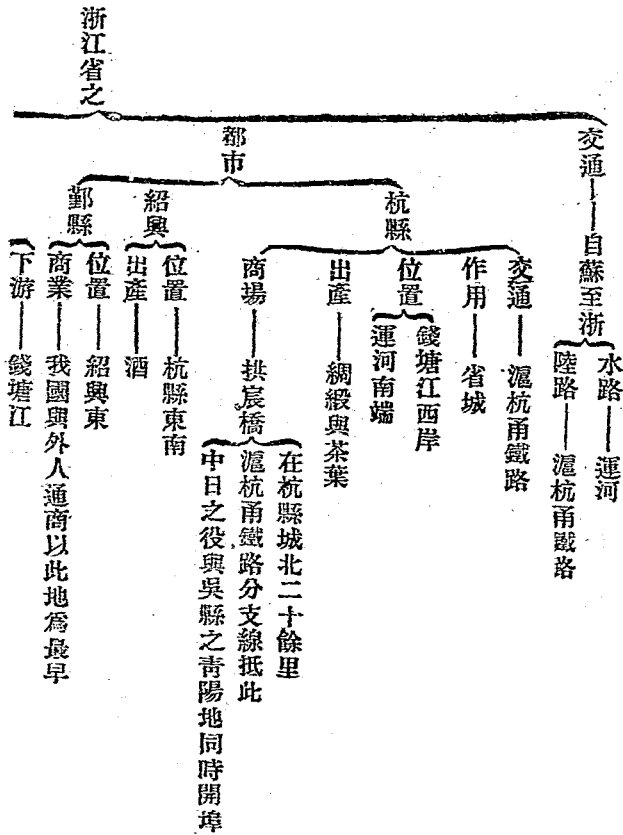 浙江省之
交通——自蘇至浙
水路——運河
陸路——滬杭甬鐵路
都市
杭縣
交通——滬杭甬鐵路
作用——省城
位置
錢塘江西岸
運河南端
出產——綢緞與茶葉
商場——拱宸橋
在杭縣城北二十餘里
滬杭甬鐵路分支線抵此
中日之役與吳縣之青陽地同時開埠
紹興
位置——杭縣東南
出產——酒
鄞縣
位置——紹興東
商業——我國與外人通商以此地爲最早
下游——錢塘江